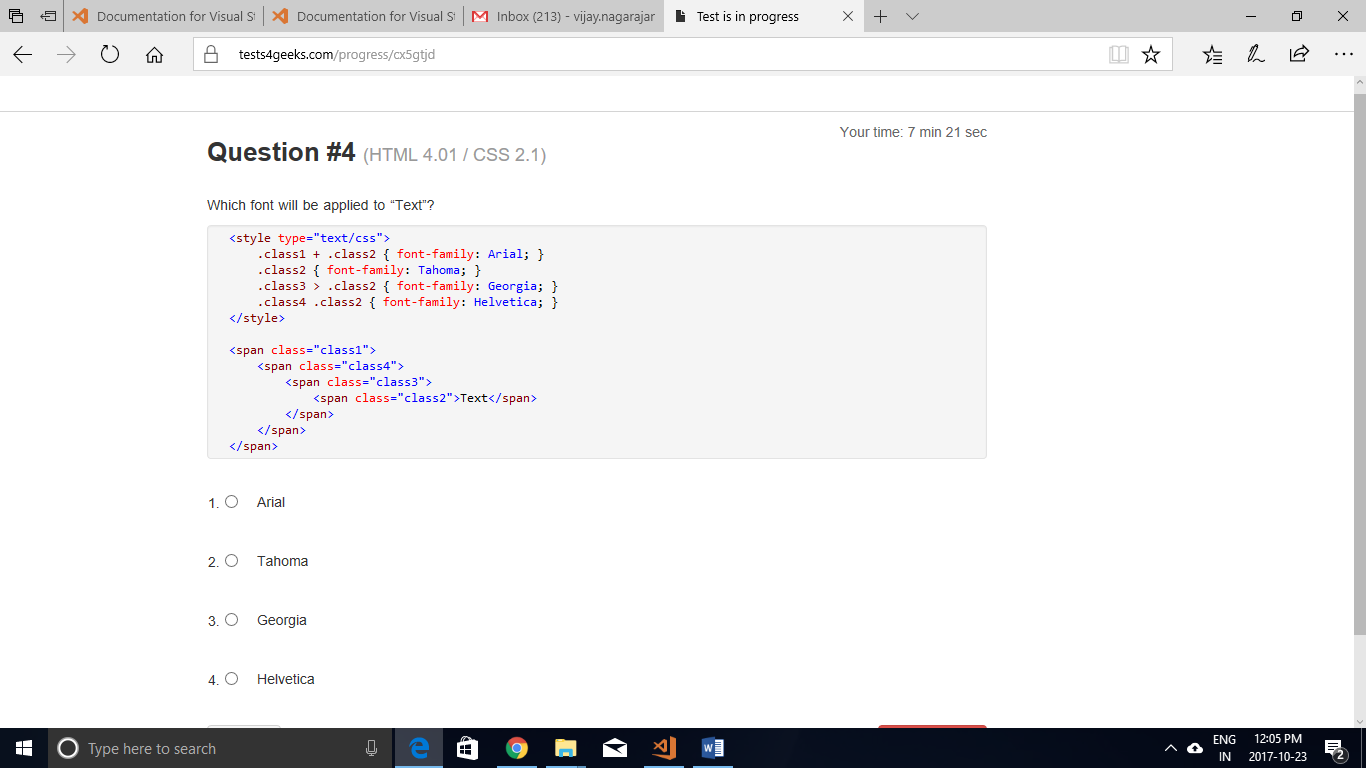 Documentation for Visual St
Documentation for Visual St
Inbox (213) - vijay.nagarajar
Test is in progress
tests4geeks.com/progress/cx5gtjd
Your time: 7 min 21 sec
Question #4 (HTML 4.01 / CSS 2.1)
Which font will be applied to “Text”?
<style type="text/css">
    .class1 + .class2 { font-family: Arial; }
    .class2 { font-family: Tahoma; }
    .class3 > .class2 { font-family: Georgia; }
    .class4 .class2 { font-family: Helvetica; }
</style>
<span class="class1">
    <span class="class4">
        <span class="class3">
            <span class="class2">Text</span>
        </span>
    </span>
</span>
1. Arial
2. Tahoma
3. Georgia
4. Helvetica
Type here to search
ENG
IN
12:05 PM
2017-10-23
2